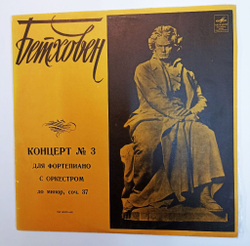 Бетховен
КОНЦЕРТ № 3
ДЛЯ ФОРТЕПИАНО
С ОРКЕСТРОМ
до минор, соч. 37